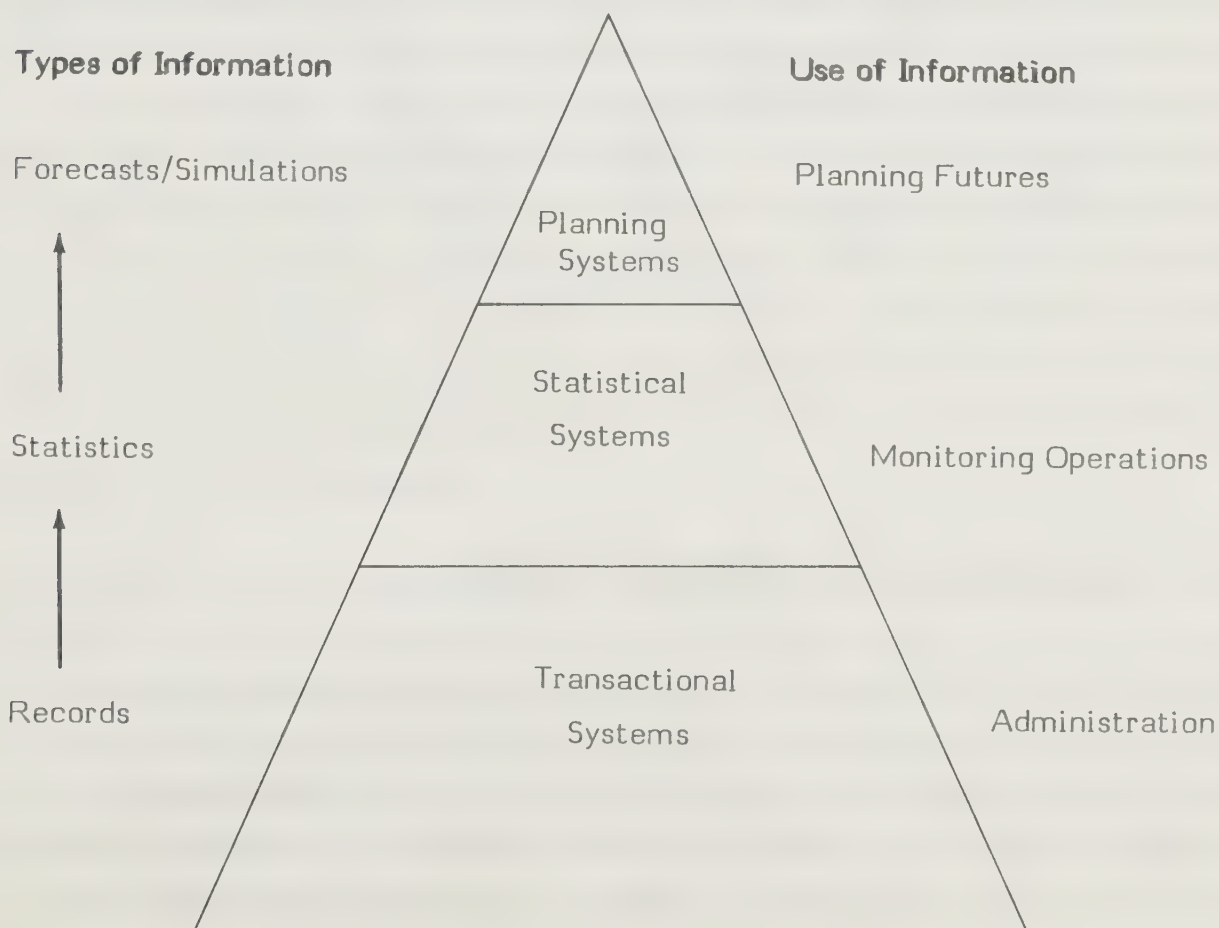 Types of Information
Use of Information
Forecasts/Simulations
Planning Futures
Planning
Systems
Statistical
Systems
Statistics
Monitoring Operations
Transactional
Systems
Records
Administration